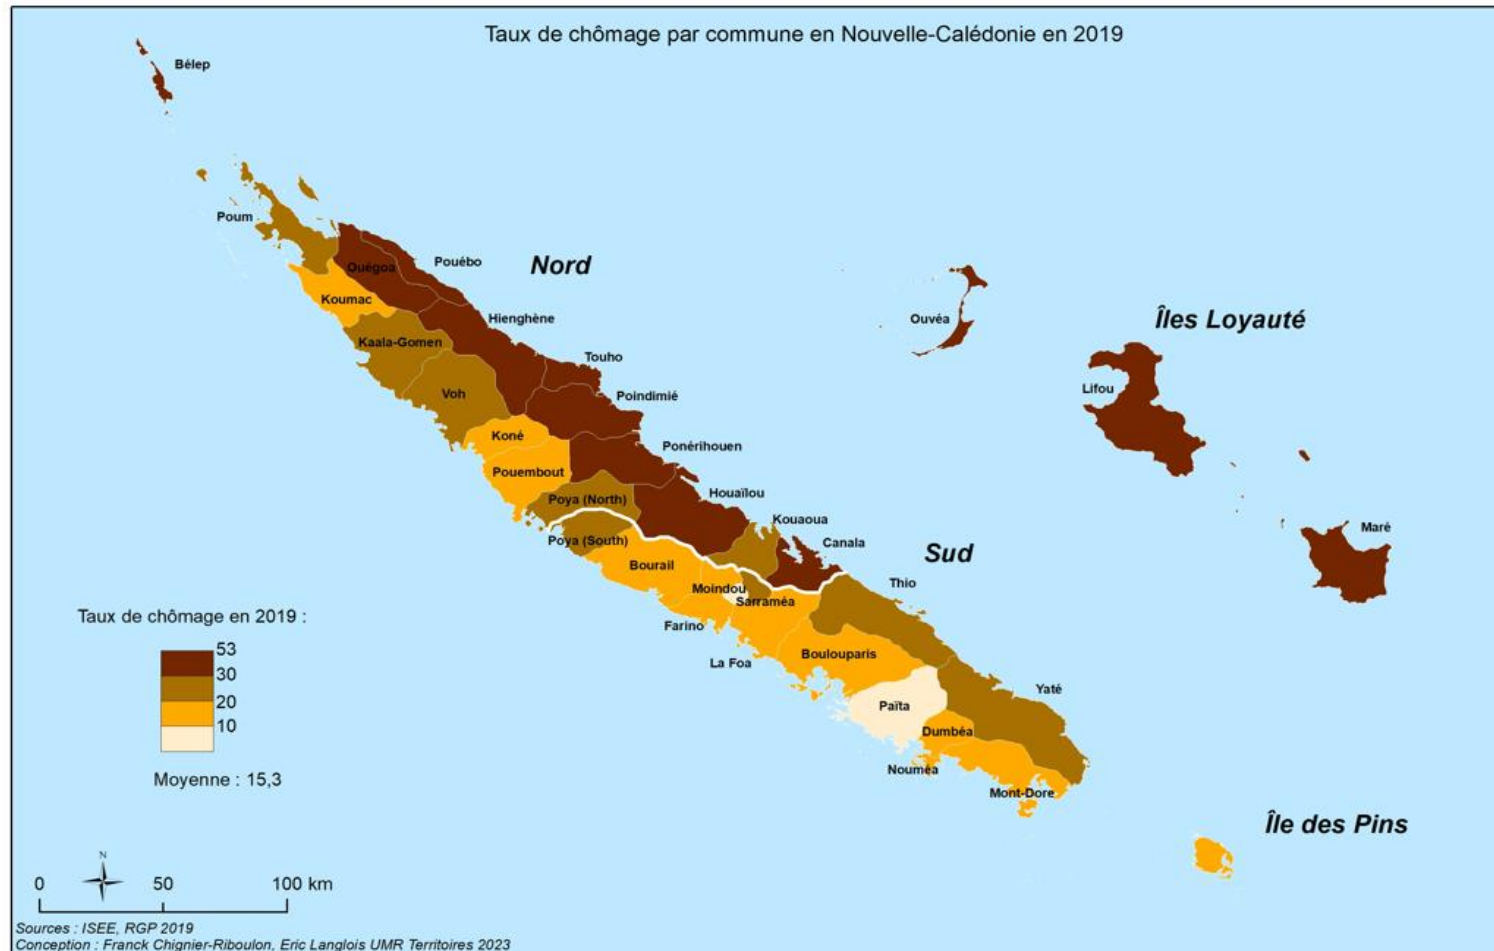 Taux de chômage par commune en Nouvelle-Calédonie en 2019
Bélep
Poum
Nord
Ouégoa
Pouébo
Koumac
Hienghène
Ouvéa
Îles Loyauté
Kaala-Gomen
Touho
Lifou
Voh
Poindimié
Koné
Ponérihouen
Pouembout
Poya (North)
Houaïlou
Kouaoua
Maré
Poya (South)
Canala
Sud
Bourail
Thio
Moindou
Sarraméa
Farino
La Foa
Boulouparis
Yaté
Païta
Dumbéa
Nouméa
Mont-Dore
Île des Pins
Taux de chômage en 2019 :
53
30
20
10
Moyenne : 15,3
N
0 50 100 km
Sources : ISEE, RGP 2019
Conception : Franck Chignier-Riboulon, Eric Langlois UMR Territoires 2023